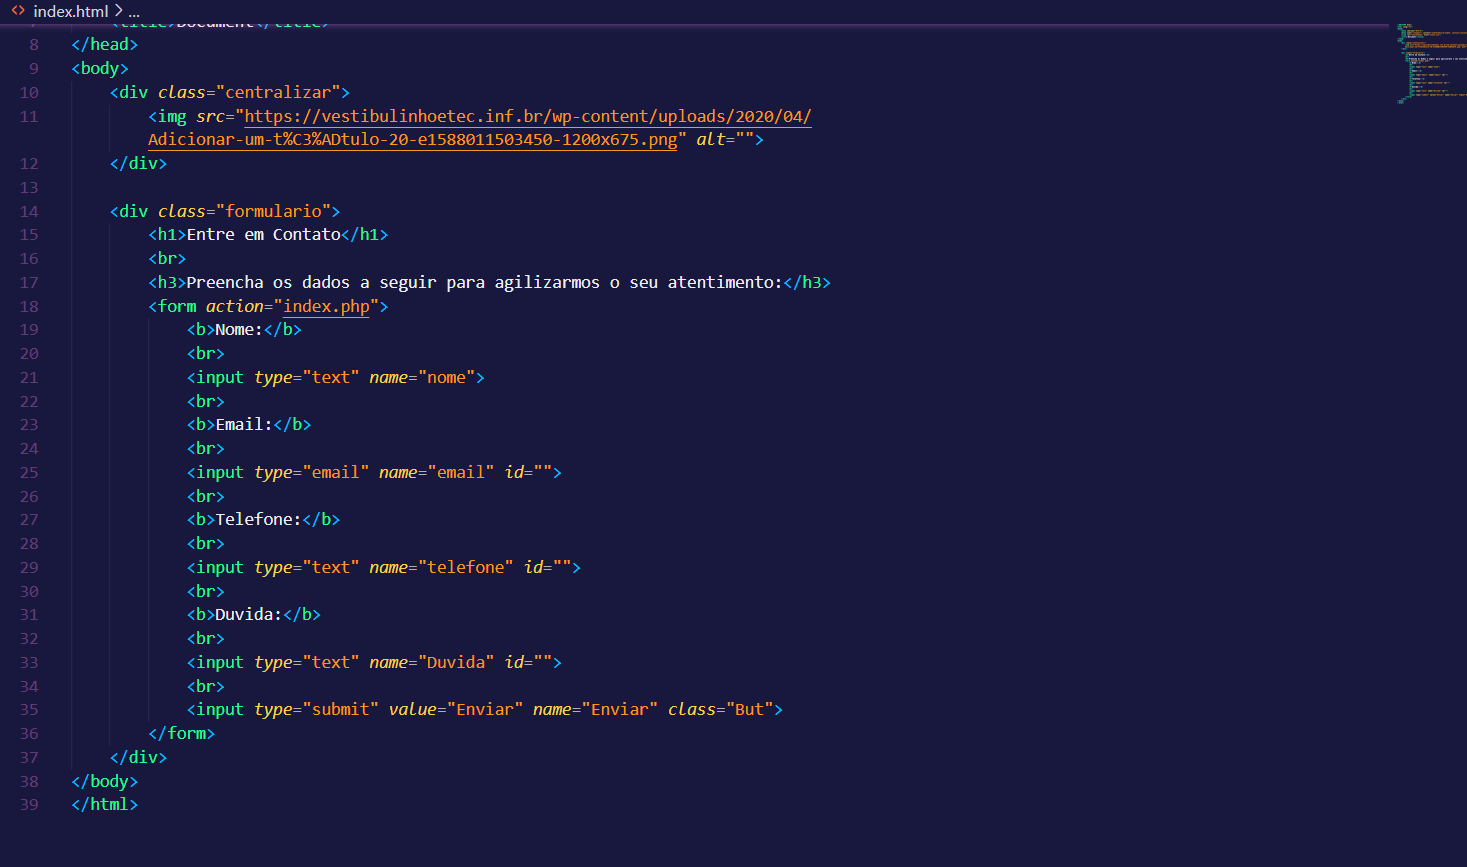 index.html > ...
7 <title>Document</title>
8 </head>
9 <body>
10 <div class="centralizar">
11 <img src="https://vestibulinhoetec.inf.br/wp-content/uploads/2020/04/
Adicionar-um-t%C3%ADtulo-20-e1588011503450-1200x675.png" alt="">
12 </div>
13
14 <div class="formulario">
15 <h1>Entre em Contato</h1>
16 <br>
17 <h3>Preencha os dados a seguir para agilizarmos o seu atentimento:</h3>
18 <form action="index.php">
19 <b>Nome:</b>
20 <br>
21 <input type="text" name="nome">
22 <br>
23 <b>Email:</b>
24 <br>
25 <input type="email" name="email" id="">
26 <br>
27 <b>Telefone:</b>
28 <br>
29 <input type="text" name="telefone" id="">
30 <br>
31 <b>Duvida:</b>
32 <br>
33 <input type="text" name="Duvida" id="">
34 <br>
35 <input type="submit" value="Enviar" name="Enviar" class="But">
36 </form>
37 </div>
38 </body>
39 </html>